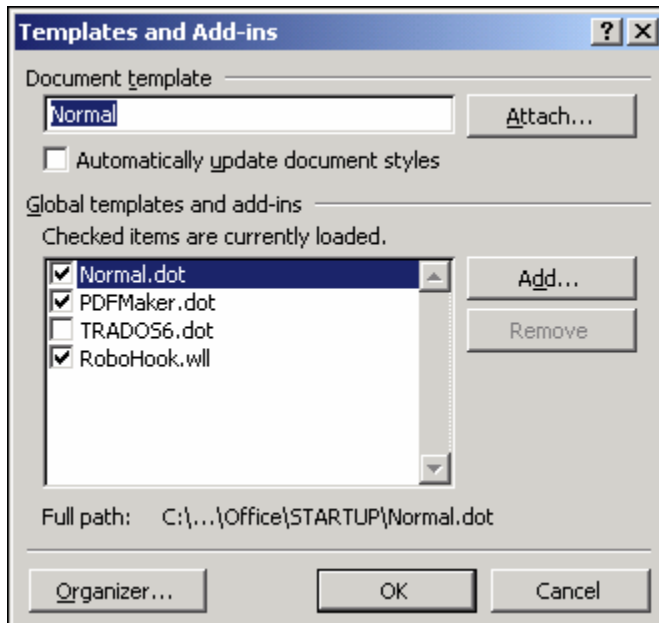 Templates and Add-ins
Document template
Normal
Attach...
Automatically update document styles
Global templates and add-ins
Checked items are currently loaded.
Normal.dot
PDFMaker.dot
TRADOS6.dot
RoboHook.wll
Add...
Remove
Full path: C:\...\Office\STARTUP\Normal.dot
Organizer... OK Cancel